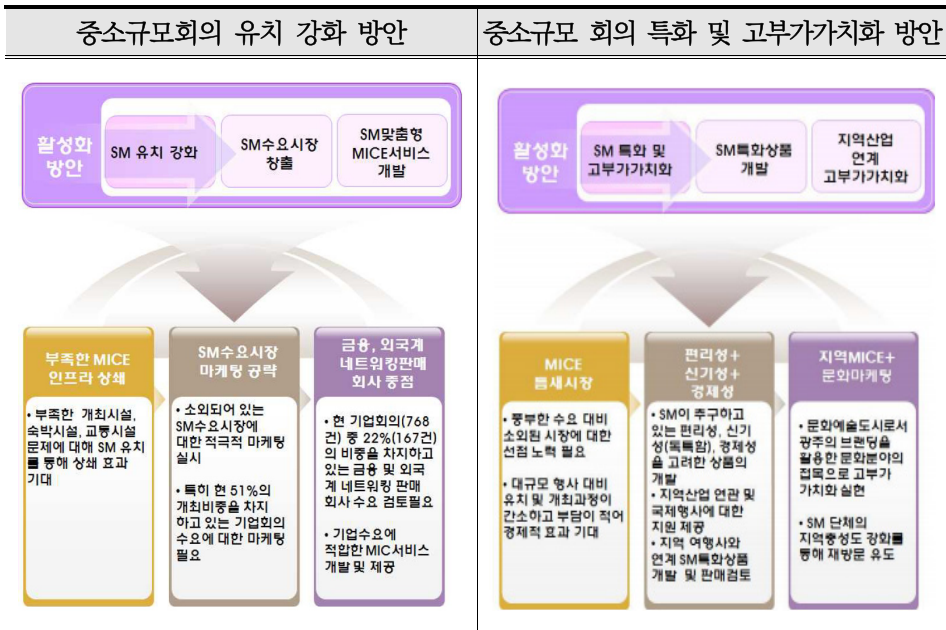 중소규모회의 유치 강화 방안
활성화
방안
SM 유치 강화
SM수요시장
창출
SM맞춤형
MICE서비스
개발
부족한 MICE
인프라 상쇄
• 부족한 개최시설,
숙박시설, 교통시설
문제에 대해 SM 유치
를 통해 상쇄 효과
기대
SM수요시장
마케팅 공략
• 소외되어 있는
SM수요시장에
대한 적극적 마케팅
실시
• 특히 현 51%의
개최비중을 차지
하고 있는 기업회의
수요에 대한 마케팅
필요
금융, 외국계
네트워킹판매
회사 중점
• 현 기업회의(768
건) 중 22%(167건)
의 비중을 차지하고
있는 금융 및 외국
계 네트워킹 판매
회사 수요 검토필요
• 기업수요에
적합한 MIC서비스
개발 및 제공
중소규모 회의 특화 및 고부가가치화 방안
활성화
방안
SM 특화 및
고부가가치화
SM특화상품
개발
지역산업
연계
고부가가치화
MICE
틈새시장
• 풍부한 수요 대비
소외된 시장에 대한
선점 노력 필요
• 대규모 행사 대비
유치 및 개최과정이
간소하고 부담이 적어
경제적 효과 기대
편리성+
신기성+
경제성
• SM이 추구하고
있는 편리성, 신기
성(독특함), 경제성
을 고려한 상품의
개발
• 지역산업 연관 및
국제행사에 대한
지원 제공
• 지역 여행사와
연계 SM특화상품
개발 및 판매검토
지역MICE+
문화마케팅
• 문화예술도시로서
광주의 브랜딩을
활용한 문화분야의
접목으로 고부가
가치화 실현
• SM 단체의
지역충성도 강화를
통해 재방문 유도